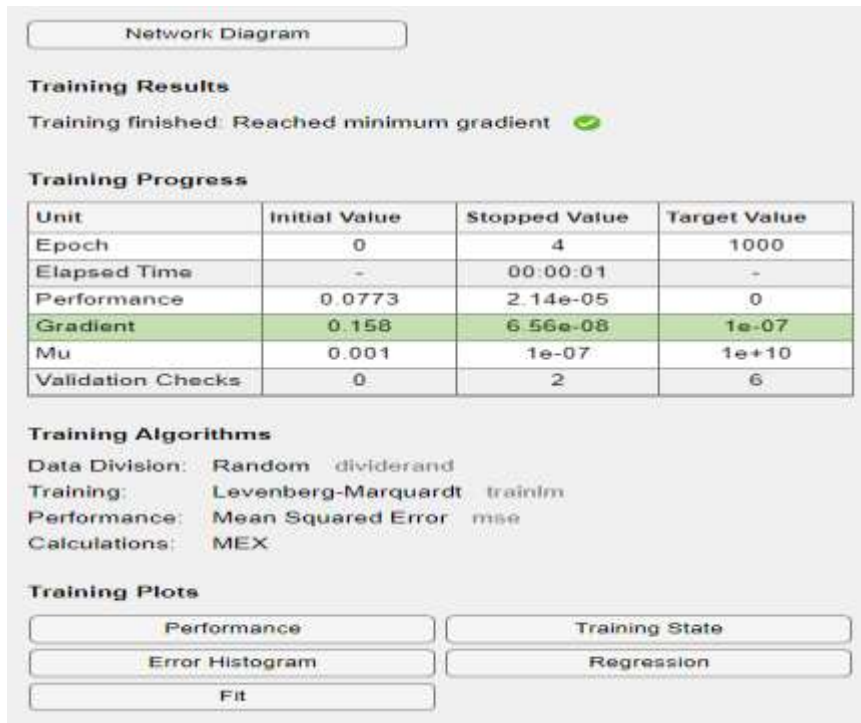 Network Diagram
Training Results
Training finished: Reached minimum gradient
Training Progress
Unit Initial Value Stopped Value Target Value
Epoch 0 4 1000
Elapsed Time - 00:00:01 -
Performance 0.0773 2.14e-05 0
Gradient 0.158 6.56e-08 1e-07
Mu 0.001 1e-07 1e+10
Validation Checks 0 2 6
Training Algorithms
Data Division: Random dividerand
Training: Levenberg-Marquardt trainlm
Performance: Mean Squared Error mse
Calculations: MEX
Training Plots
Performance Training State
Error Histogram Regression
Fit